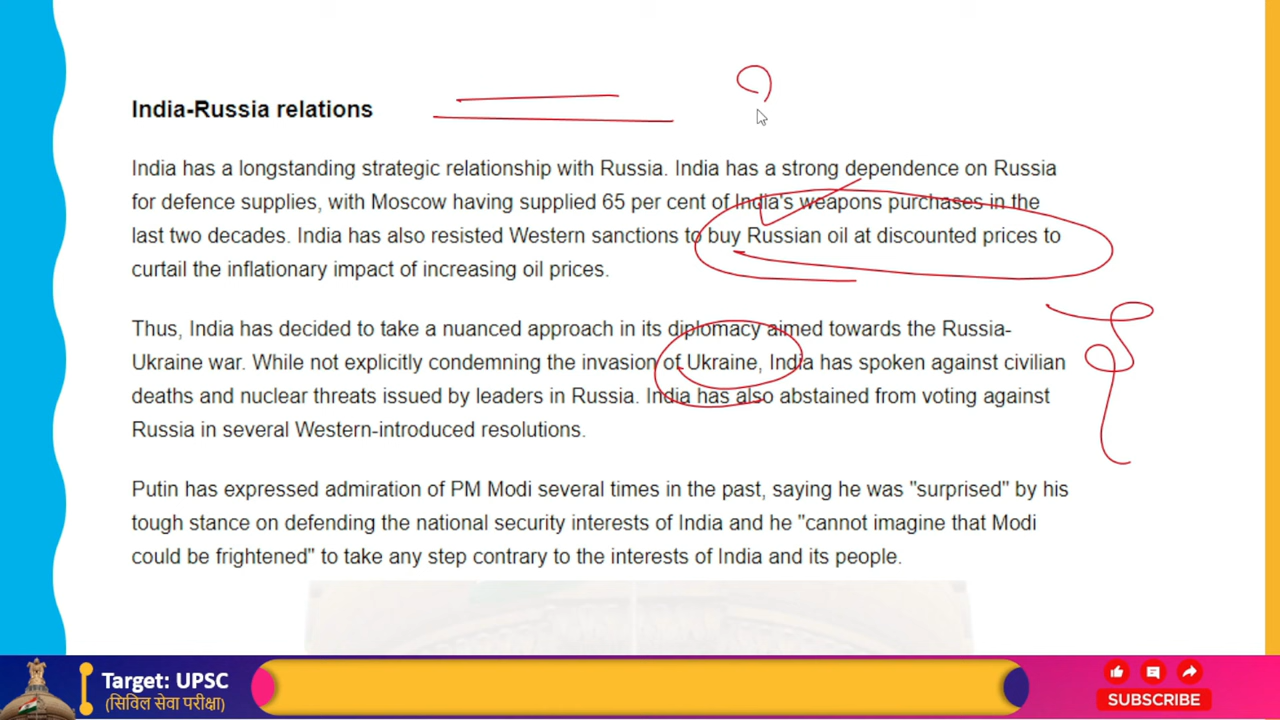 India-Russia relations
India has a longstanding strategic relationship with Russia. India has a strong dependence on Russia
for defence supplies, with Moscow having supplied 65 per cent of India's weapons purchases in the
last two decades. India has also resisted Western sanctions to buy Russian oil at discounted prices to
curtail the inflationary impact of increasing oil prices.
Thus, India has decided to take a nuanced approach in its diplomacy aimed towards the Russia-
Ukraine war. While not explicitly condemning the invasion of Ukraine, India has spoken against civilian
deaths and nuclear threats issued by leaders in Russia. India has also abstained from voting against
Russia in several Western-introduced resolutions.
Putin has expressed admiration of PM Modi several times in the past, saying he was "surprised" by his
tough stance on defending the national security interests of India and he "cannot imagine that Modi
could be frightened" to take any step contrary to the interests of India and its people.
Target: UPSC
(सिविल सेवा परीक्षा)
SUBSCRIBE